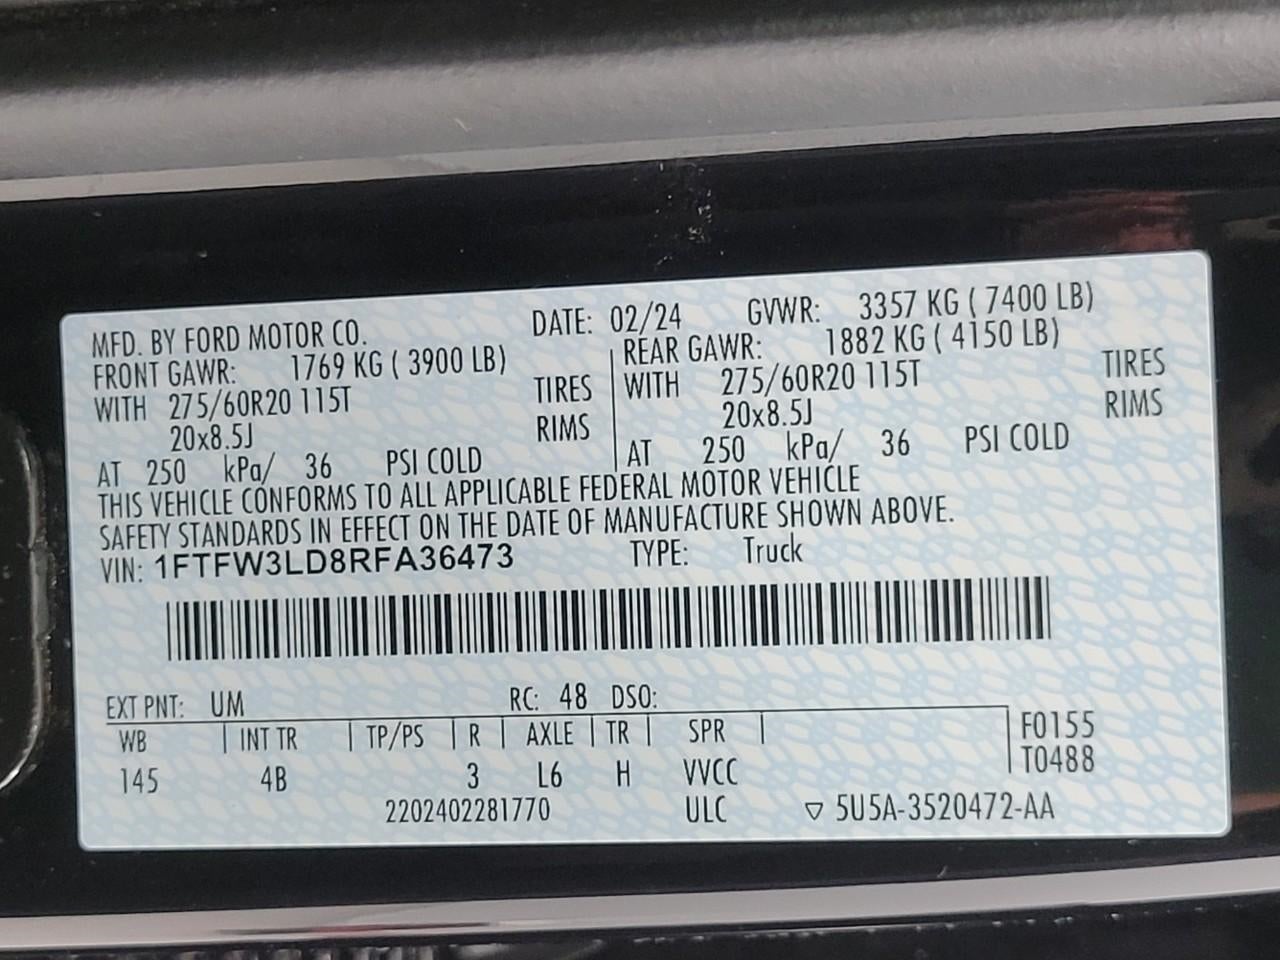 MFD. BY FORD MOTOR CO. DATE: 02/24 GVWR: 3357 KG ( 7400 LB)
FRONT GAWR: 1769 KG ( 3900 LB) REAR GAWR: 1882 KG ( 4150 LB)
WITH 275/60R20 115T TIRES WITH 275/60R20 115T TIRES
20x8.5J RIMS 20x8.5J RIMS
AT 250 kPa/ 36 PSI COLD AT 250 kPa/ 36 PSI COLD
THIS VEHICLE CONFORMS TO ALL APPLICABLE FEDERAL MOTOR VEHICLE
SAFETY STANDARDS IN EFFECT ON THE DATE OF MANUFACTURE SHOWN ABOVE.
VIN: 1FTFW3LD8RFA36473 TYPE: Truck
EXT PNT: UM RC: 48 DSO:
WB INT TR TP/PS R AXLE TR SPR F0155
145 4B 3 L6 H VVCC T0488
2202402281770 ULC ▽ 5U5A-3520472-AA